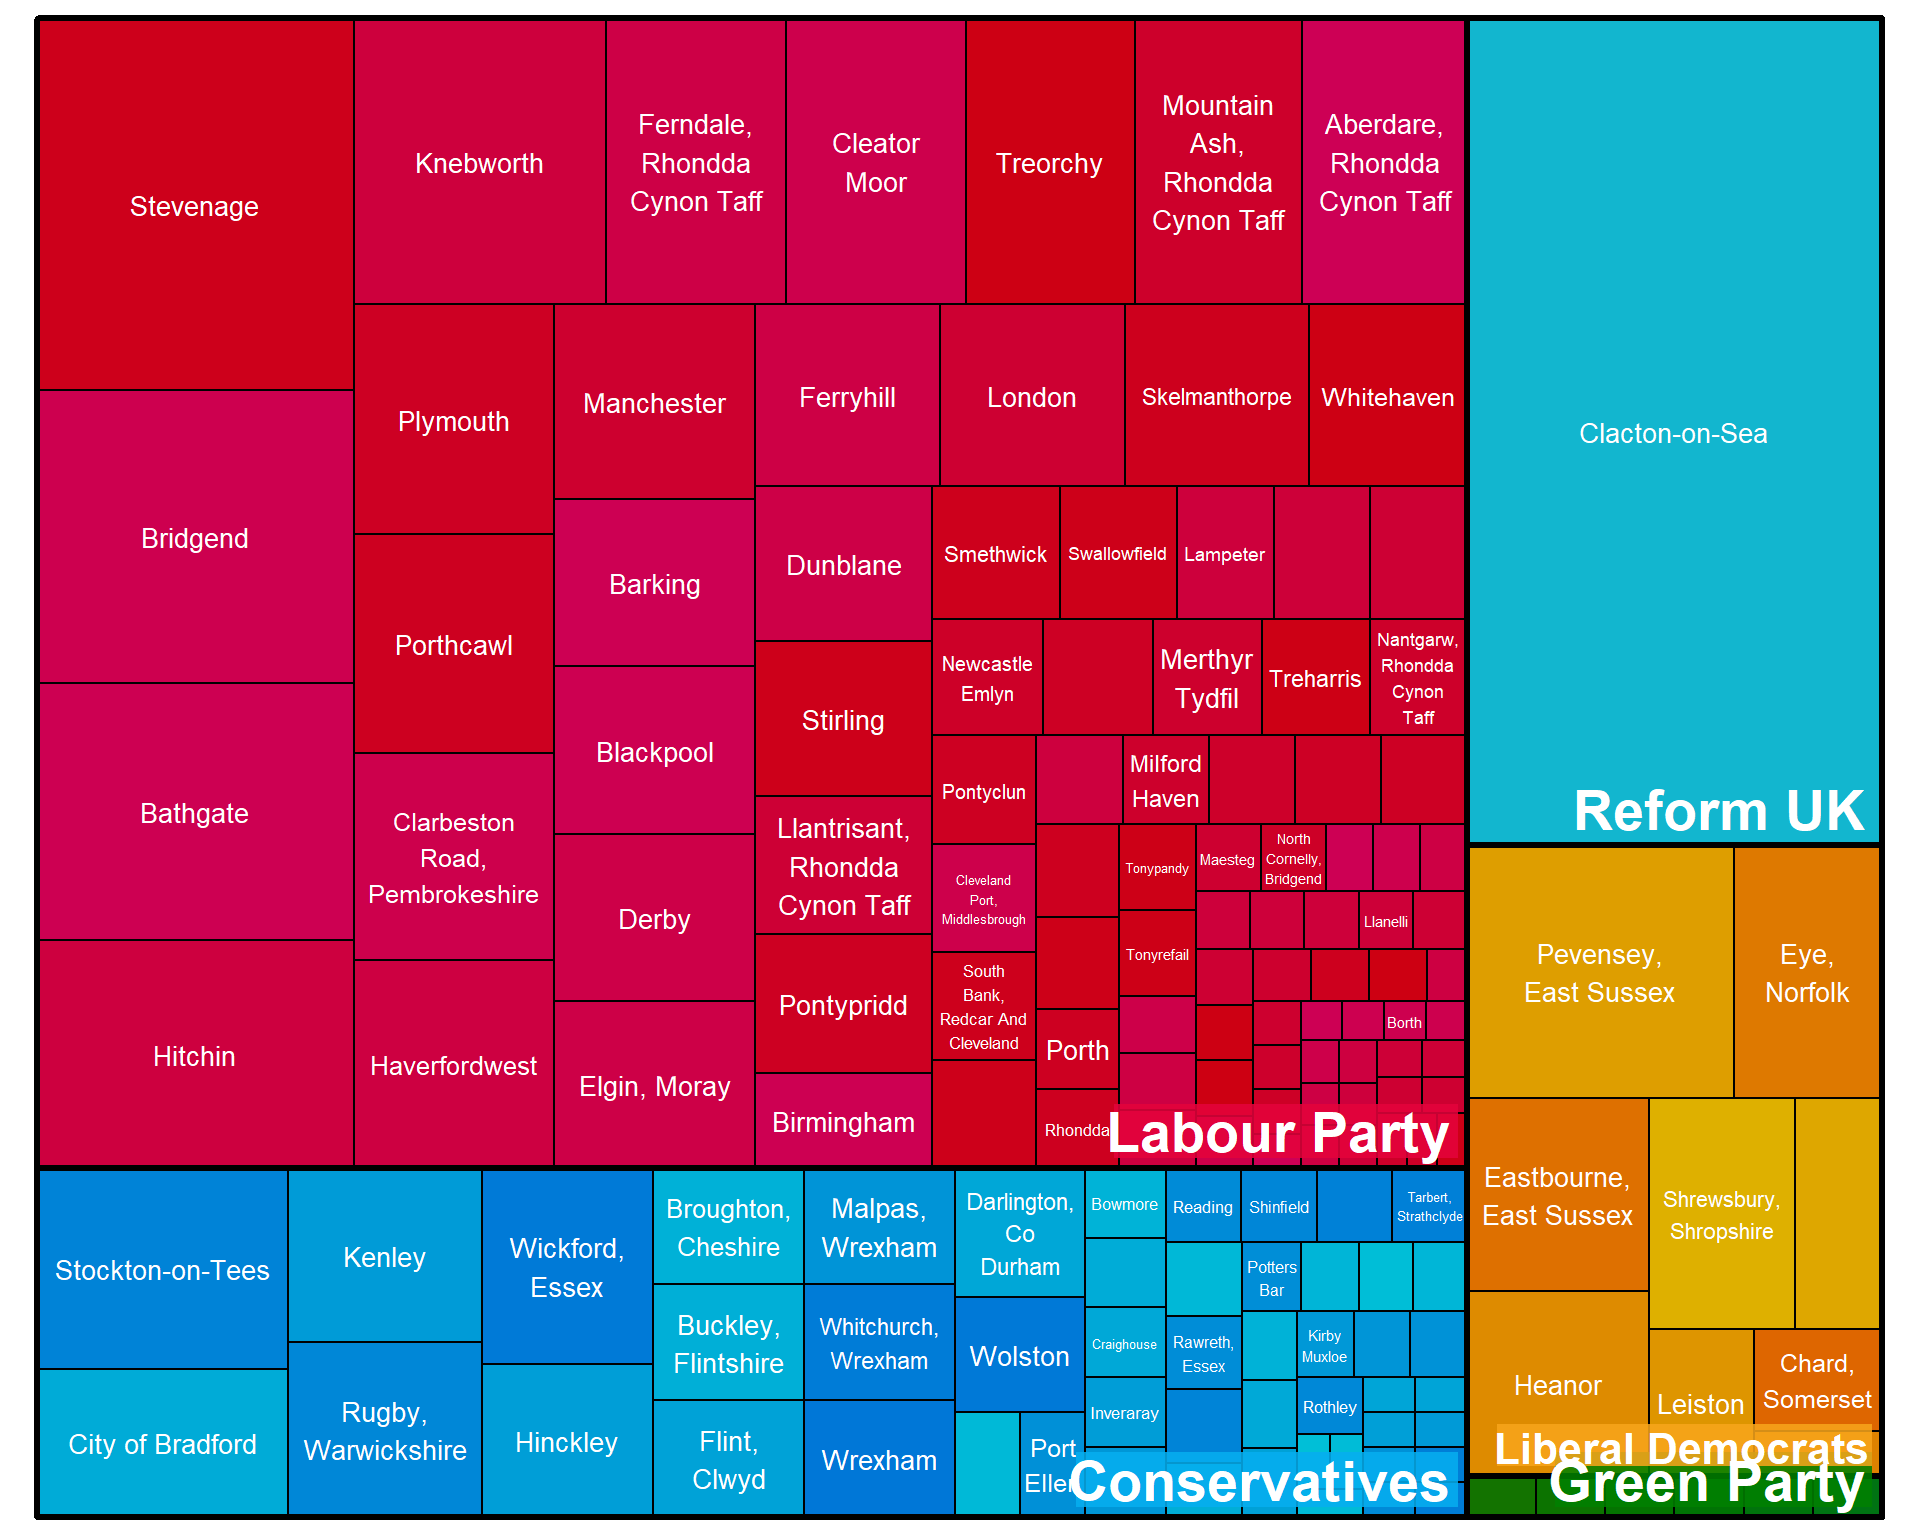 Stevenage
Bridgend
Bathgate
Hitchin
Knebworth
Ferndale,
Rhondda
Cynon Taff
Cleator
Moor
Treorchy
Mountain
Ash,
Rhondda
Cynon Taff
Aberdare,
Rhondda
Cynon Taff
Plymouth
Porthcawl
Clarbeston
Road,
Pembrokeshire
Haverfordwest
Manchester
Barking
Blackpool
Derby
Elgin, Moray
Ferryhill
London
Skelmanthorpe
Whitehaven
Dunblane
Stirling
Llantrisant,
Rhondda
Cynon Taff
Pontypridd
Birmingham
Smethwick
Swallowfield
Lampeter
Newcastle
Emlyn
Merthyr
Tydfil
Treharris
Nantgarw,
Rhondda
Cynon
Taff
Pontyclun
Cleveland
Port,
Middlesbrough
South
Bank,
Redcar And
Cleveland
Milford
Haven
Porth
Rhondda
Tonypandy
Tonyrefail
Maesteg
North
Cornelly,
Bridgend
Llanelli
Borth
Labour Party
Stockton-on-Tees
City of Bradford
Kenley
Rugby,
Warwickshire
Wickford,
Essex
Hinckley
Broughton,
Cheshire
Buckley,
Flintshire
Flint,
Clwyd
Malpas,
Wrexham
Whitchurch,
Wrexham
Wrexham
Darlington,
Co
Durham
Wolston
Port
Ellen
Bowmore
Craighouse
Inveraray
Reading
Rawreth,
Essex
Shinfield
Potters
Bar
Kirby
Muxloe
Rothley
Tarbert,
Strathclyde
Conservatives
Clacton-on-Sea
Reform UK
Pevensey,
East Sussex
Eye,
Norfolk
Eastbourne,
East Sussex
Heanor
Shrewsbury,
Shropshire
Leiston
Chard,
Somerset
Liberal Democrats
Green Party